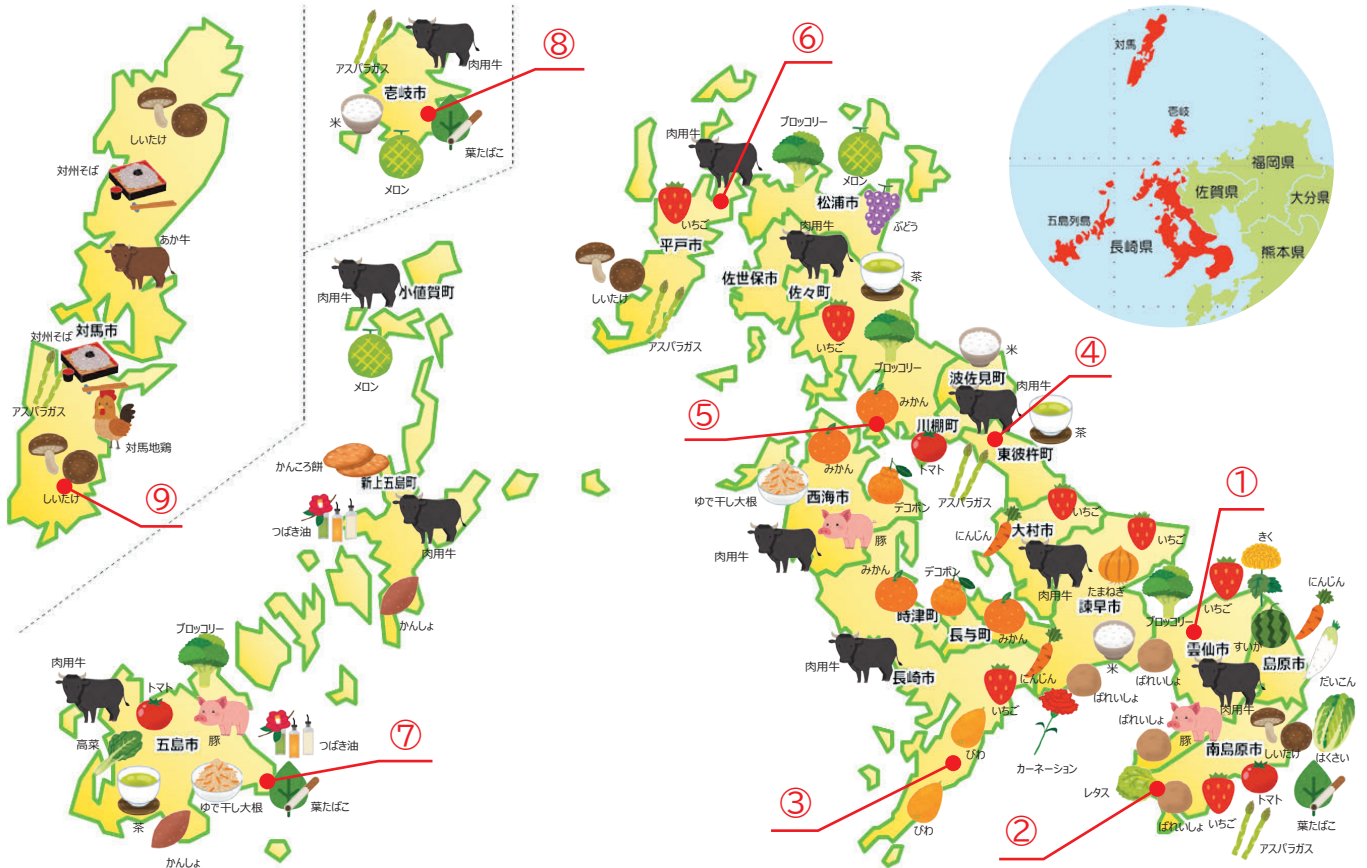 しいたけ
対州そば
あか牛
対馬市
対州そば
アスパラガス
対馬地鶏
しいたけ
⑨
アスパラガス
肉用牛
⑧
壱岐市
米
葉たばこ
メロン
肉用牛
小値賀町
メロン
かんころ餅
新上五島町
つばき油
肉用牛
かんしょ
ブロッコリー
肉用牛
トマト
高菜
五島市
豚
つばき油
⑦
茶
ゆで干し大根
葉たばこ
かんしょ
⑥
肉用牛
ブロッコリー
メロン
松浦市
いちご
ぶどう
平戸市
肉用牛
しいたけ
佐世保市
佐々町
茶
アスパラガス
いちご
ブロッコリー
米
波佐見町
④
肉用牛
⑤
みかん
川棚町
茶
東彼杵町
みかん
トマト
アスパラガス
ゆで干し大根
西海市
デコポン
豚
肉用牛
①
いちご
大村市
にんじん
いちご
きく
にんじん
みかん
デコポン
肉用牛
たまねぎ
ブロッコリー
いちご
時津町
諫早市
長与町
みかん
米
雲仙市
すいか
島原市
肉用牛
長崎市
にんじん
ばれいしょ
ばれいしょ
だいこん
いちご
肉用牛
ばれいしょ
豚
南島原市
しいたけ
はくさい
びわ
カーネーション
③
びわ
レタス
②
ばれいしょ
いちご
トマト
葉たばこ
アスパラガス
対馬
壱岐
福岡県
佐賀県
大分県
五島列島
長崎県
熊本県